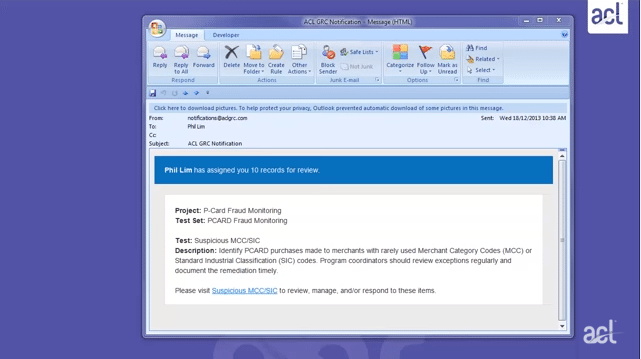 ACL GRC Notification - Message (HTML)
acl
Message Developer
Reply Reply to All Forward Delete Move to Folder Create Rule Other Actions Block Sender Safe Lists Not Junk Categorize Follow Up Mark as Unread Find Related Select
Respond Actions Junk E-mail Options Find
Click here to download pictures. To help protect your privacy, Outlook prevented automatic download of some pictures in this message.
From: notifications@aclgrc.com Sent: Wed 18/12/2013 10:38 AM
To: Phil Lim
Cc:
Subject: ACL GRC Notification
Phil Lim has assigned you 10 records for review.
Project: P-Card Fraud Monitoring
Test Set: PCARD Fraud Monitoring
Test: Suspicious MCC/SIC
Description: Identify PCARD purchases made to merchants with rarely used Merchant Category Codes (MCC) or
Standard Industrial Classification (SIC) codes. Program coordinators should review exceptions regularly and
document the remediation timely.
Please visit Suspicious MCC/SIC to review, manage, and/or respond to these items.
acl